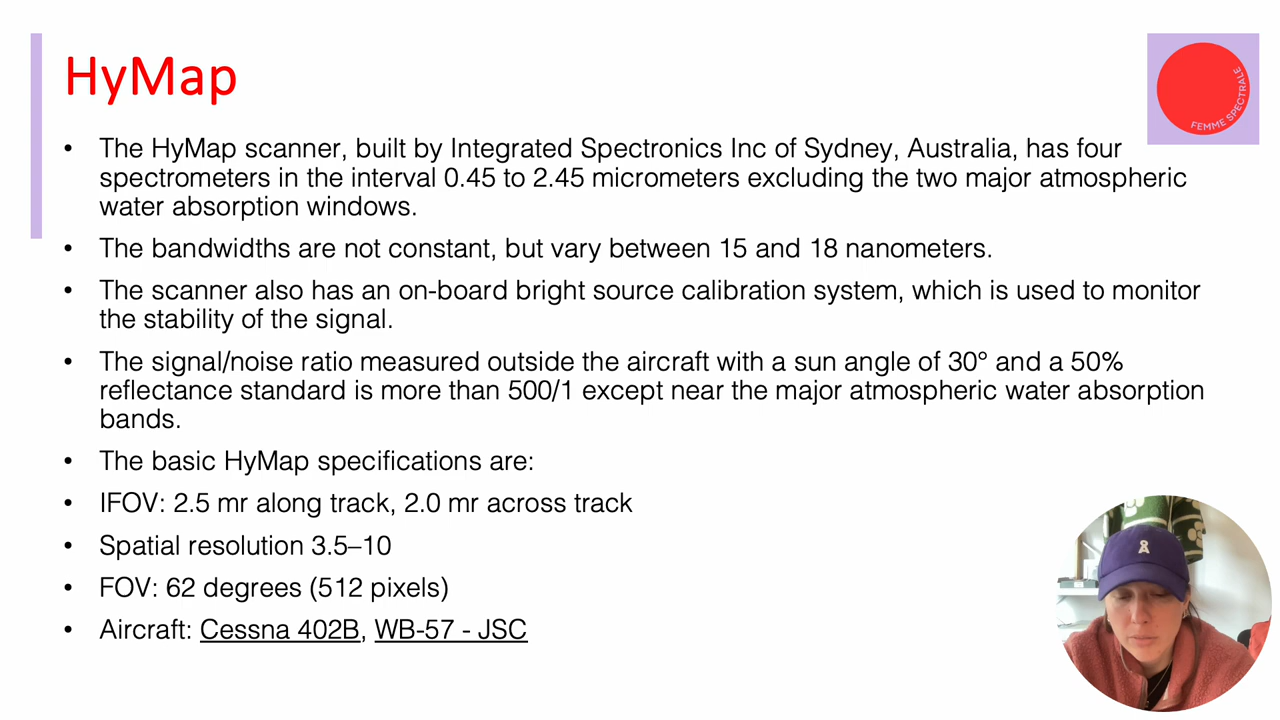 HyMap
FEMME SPECTRALE
• The HyMap scanner, built by Integrated Spectronics Inc of Sydney, Australia, has four
spectrometers in the interval 0.45 to 2.45 micrometers excluding the two major atmospheric
water absorption windows.
• The bandwidths are not constant, but vary between 15 and 18 nanometers.
• The scanner also has an on-board bright source calibration system, which is used to monitor
the stability of the signal.
• The signal/noise ratio measured outside the aircraft with a sun angle of 30° and a 50%
reflectance standard is more than 500/1 except near the major atmospheric water absorption
bands.
• The basic HyMap specifications are:
• IFOV: 2.5 mr along track, 2.0 mr across track
• Spatial resolution 3.5–10
• FOV: 62 degrees (512 pixels)
• Aircraft: Cessna 402B, WB-57 - JSC